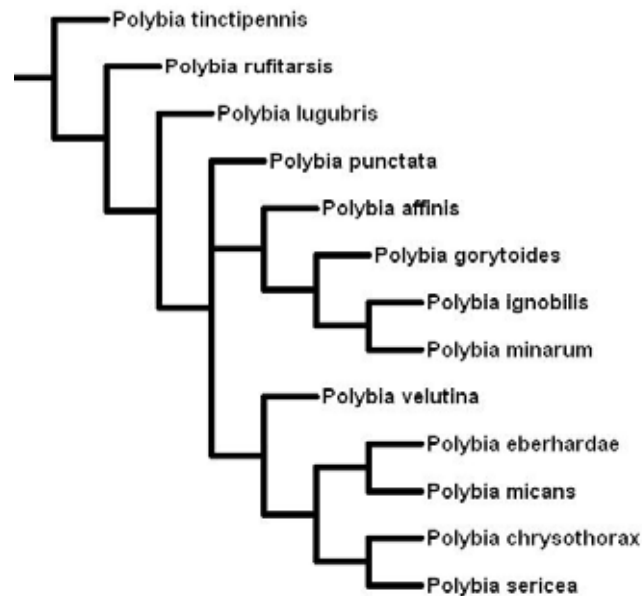 Polybia tinctipennis
Polybia rufitarsis
Polybia lugubris
Polybia punctata
Polybia affinis
Polybia gorytoides
Polybia ignobilis
Polybia minarum
Polybia velutina
Polybia eberhardae
Polybia micans
Polybia chrysothorax
Polybia sericea